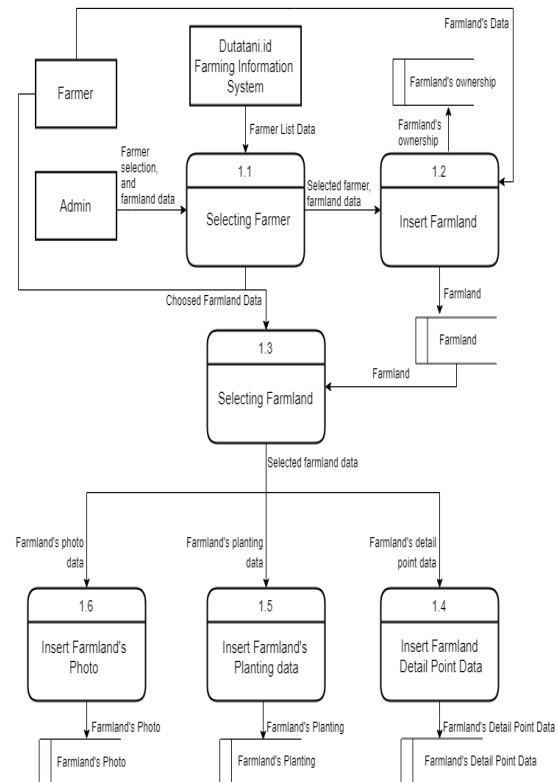 Farmland's Data
Farmer
Dutatani.id
Farming Information
System
Farmland's ownership
Farmer List Data
Farmland's
ownership
Farmer
selection,
and
farmland data
Admin
1.1
Selecting Farmer
Selected farmer,
farmland data
1.2
Insert Farmland
Choosed Farmland Data
Farmland
Farmland
1.3
Selecting Farmland
Farmland
Selected farmland data
Farmland's photo
data
Farmland's planting
data
Farmland's detail
point data
1.6
Insert Farmland's
Photo
1.5
Insert Farmland's
Planting data
1.4
Insert Farmland
Detail Point Data
Farmland's Photo
Farmland's Planting
Farmland's Detail Point Data
Farmland's Photo
Farmland's Planting
Farmland's Detail Point Data